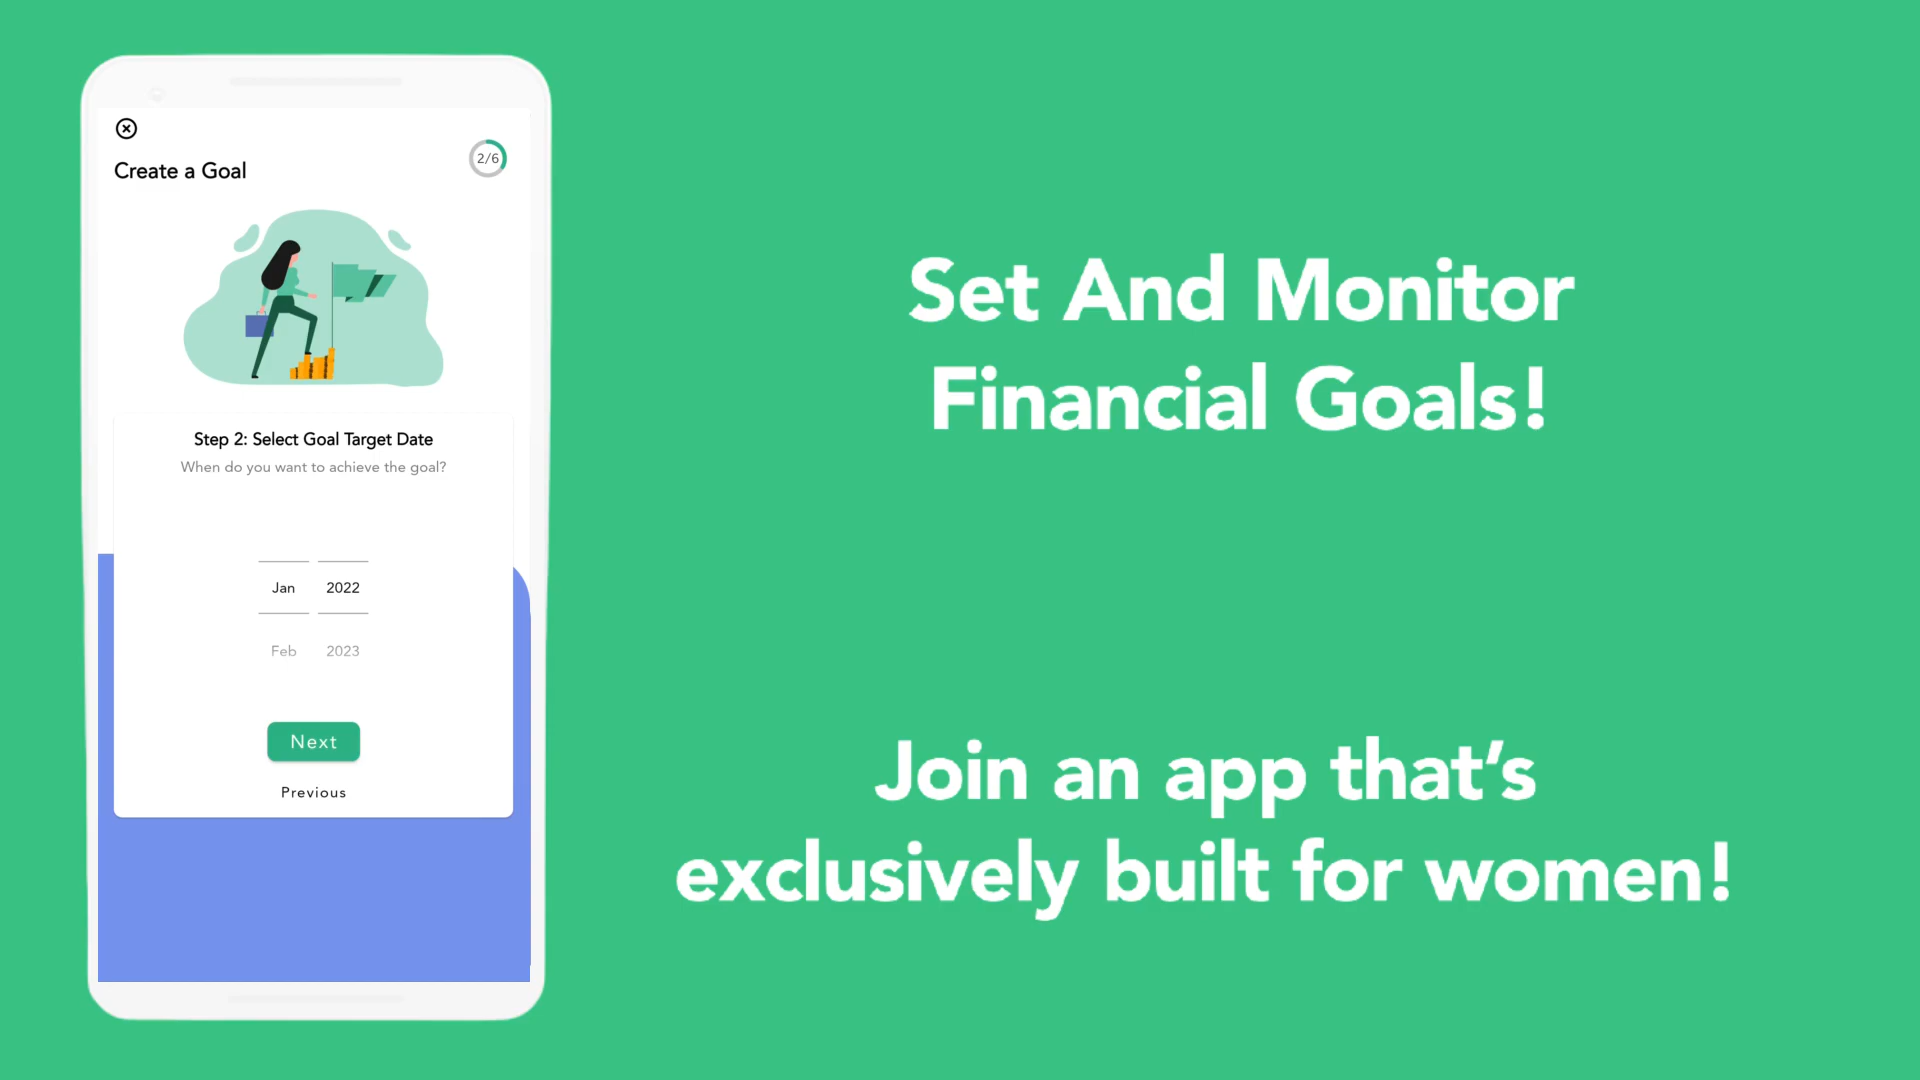 2/6
Create a Goal
Step 2: Select Goal Target Date
When do you want to achieve the goal?
Jan 2022
Feb 2023
Next
Previous
Set And Monitor
Financial Goals!
Join an app that’s
exclusively built for women!